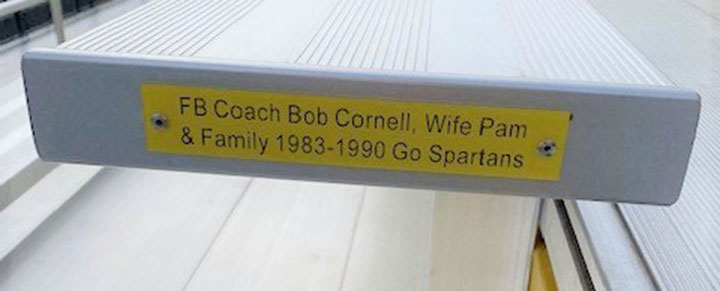 FB Coach Bob Cornell, Wife Pam
& Family 1983-1990 Go Spartans